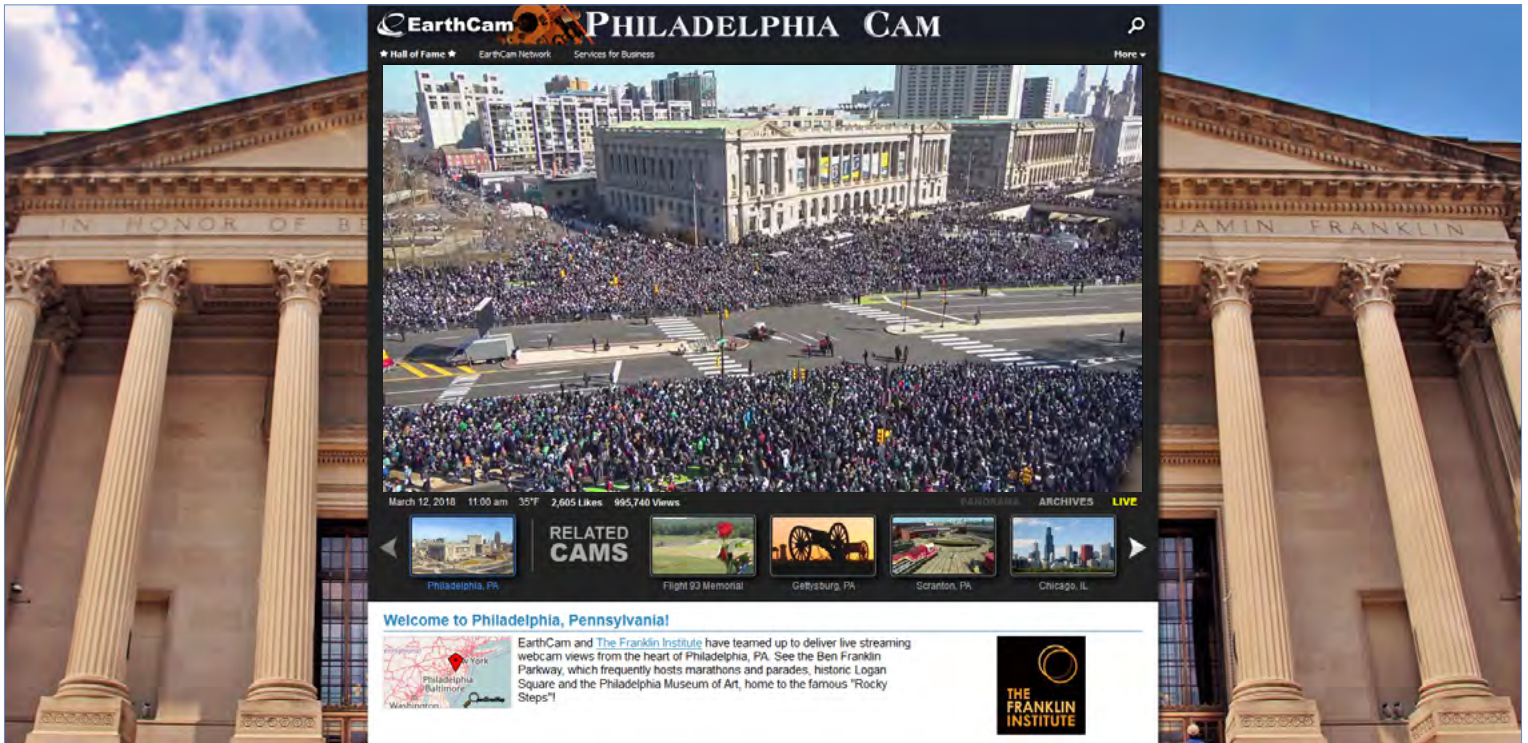 EarthCam
PHILADELPHIA CAM
★ Hall of Fame ★ EarthCam Network Services for Business More
IN HONOR OF BE
NJAMIN FRANKLIN
March 12, 2018 11:00 am 35°F 2,605 Likes 995,740 Views PANORAMA ARCHIVES LIVE
RELATED
CAMS
Philadelphia, PA Flight 93 Memorial Gettysburg, PA Scranton, PA Chicago, IL
Welcome to Philadelphia, Pennsylvania!
EarthCam and The Franklin Institute have teamed up to deliver live streaming
webcam views from the heart of Philadelphia, PA. See the Ben Franklin
Parkway, which frequently hosts marathons and parades, historic Logan
Square and the Philadelphia Museum of Art, home to the famous "Rocky
Steps"!
York
Philadelphia
Baltimore
Washington
THE
FRANKLIN
INSTITUTE